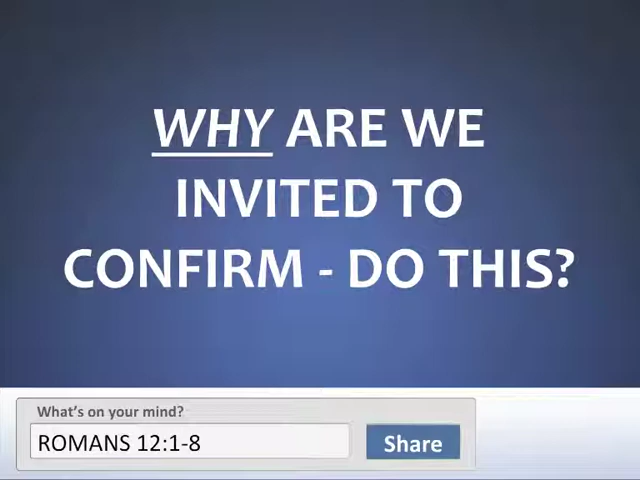 WHY ARE WE
INVITED TO
CONFIRM - DO THIS?
What's on your mind?
ROMANS 12:1-8
Share